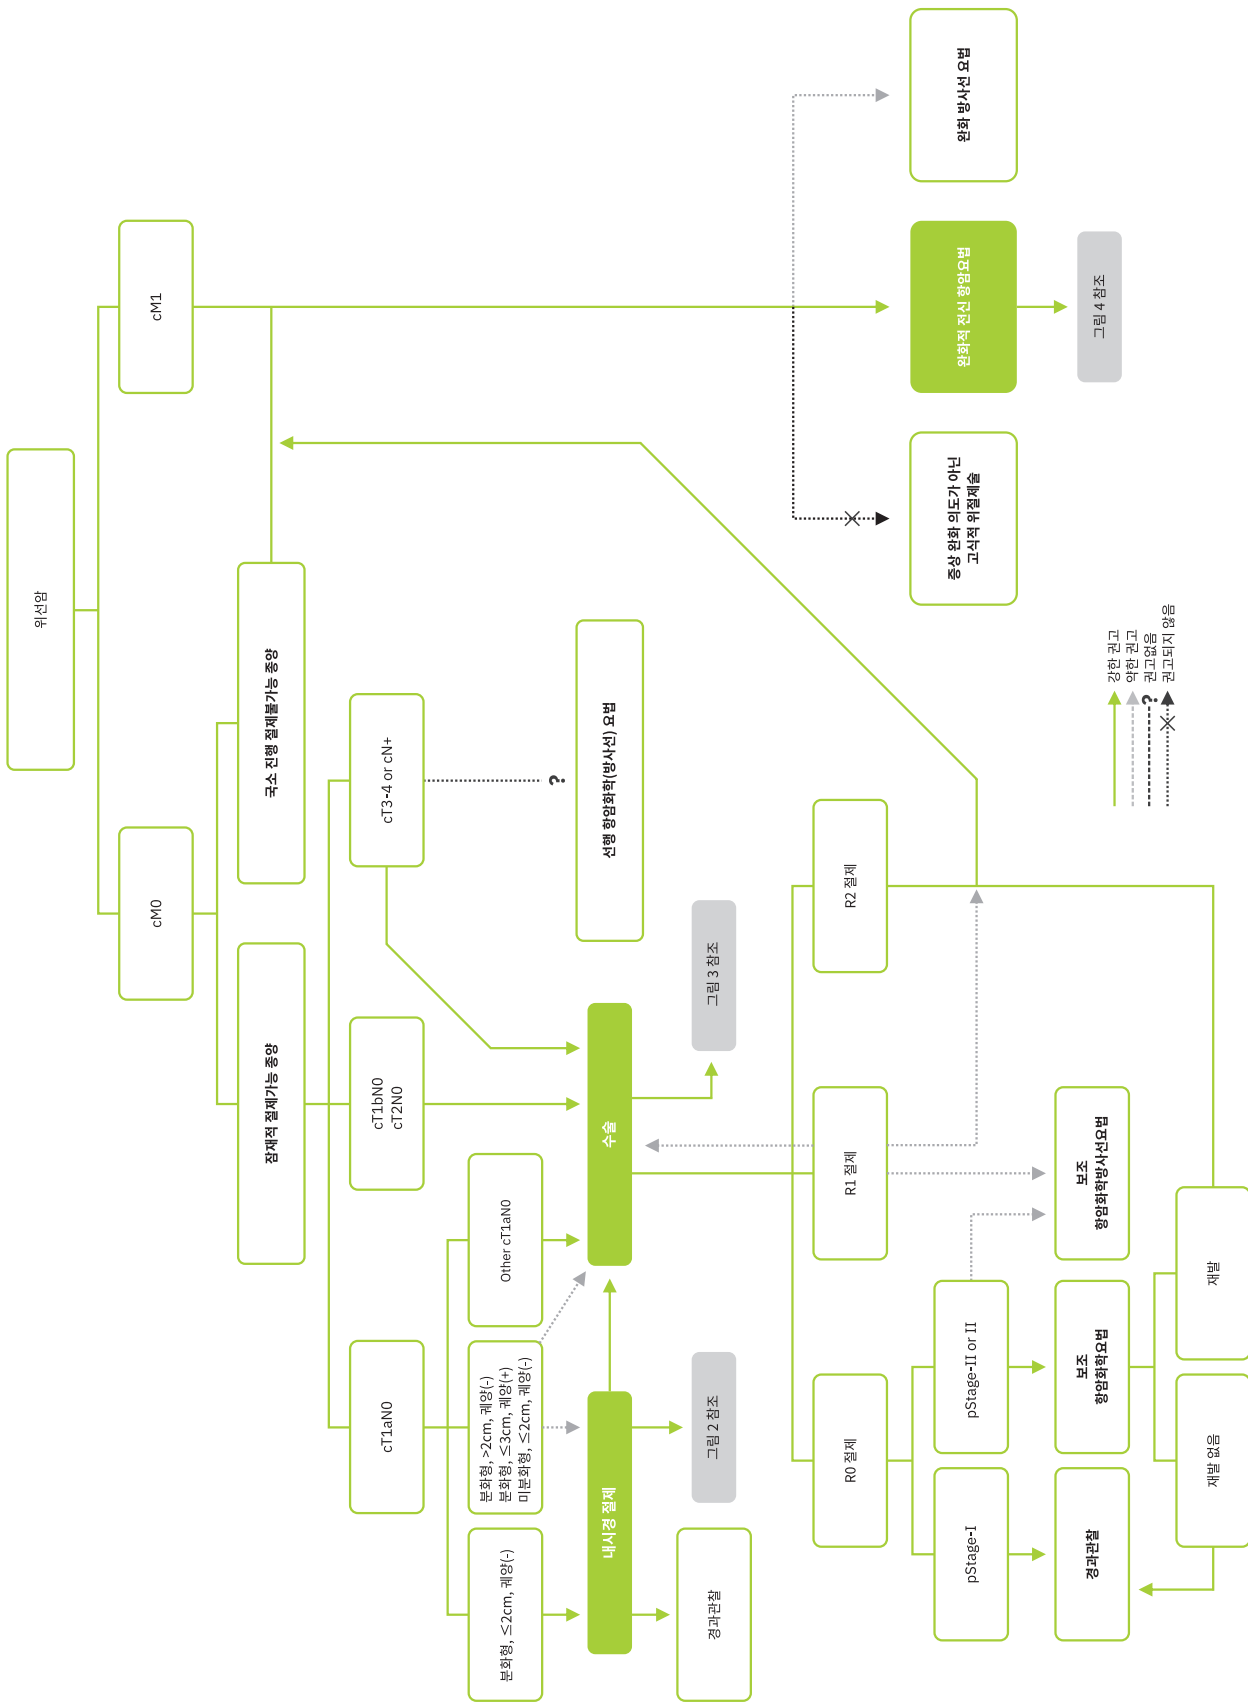 위선암
cM0
cM1
잠재적 절제가능 종양
국소 진행 절제불가능 종양
cT1aN0
cT1bN0
cT2N0
cT3-4 or cN+
분화형, ≤2cm, 궤양(-)
분화형, >2cm, 궤양(-)
분화형, ≤3cm, 궤양(+)
미분화형, ≤2cm, 궤양(-)
Other cT1aN0
?
내시경 절제
수술
선행 항암화학(방사선) 요법
경과관찰
그림 2 참조
그림 3 참조
R0 절제
R1 절제
R2 절제
증상 완화 의도가 아닌
고식적 위절제술
완화적 전신 항암요법
완화 방사선 요법
그림 4 참조
pStage-I
pStage-II or II
경과관찰
보조
항암화학요법
보조
항암화학방사선요법
재발 없음
재발
강한 권고
약한 권고
? 권고없음
권고되지 않음